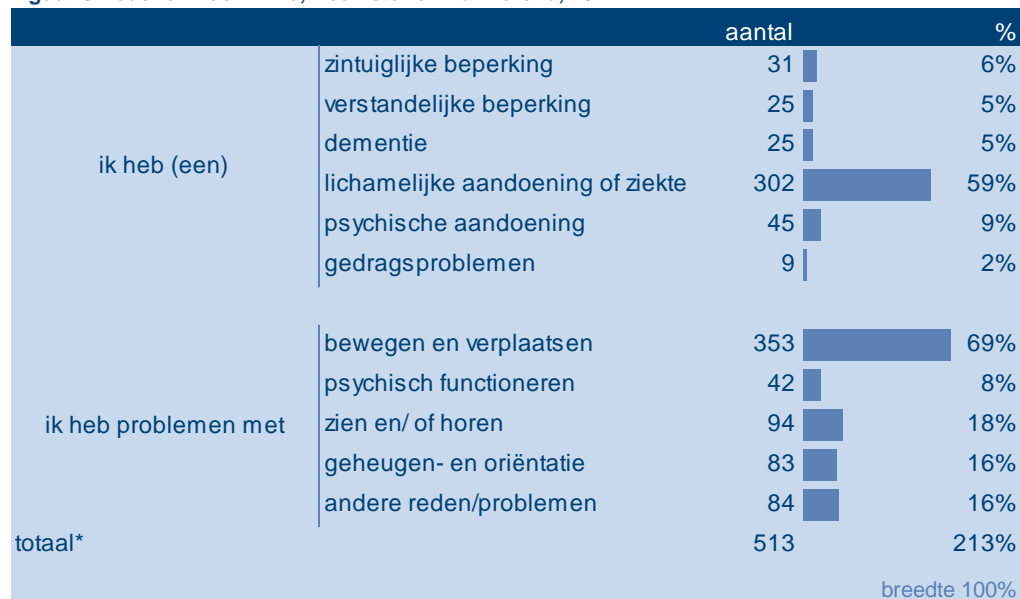 aantal %
zintuiglijke beperking 31 6%
verstandelijke beperking 25 5%
dementie 25 5%
ik heb (een)
lichamelijke aandoening of ziekte 302 59%
psychische aandoening 45 9%
gedragsproblemen 9 2%
bewegen en verplaatsen 353 69%
psychisch functioneren 42 8%
ik heb problemen met zien en/ of horen 94 18%
geheugen- en oriëntatie 83 16%
andere reden/problemen 84 16%
totaal* 513 213%
breedte 100%